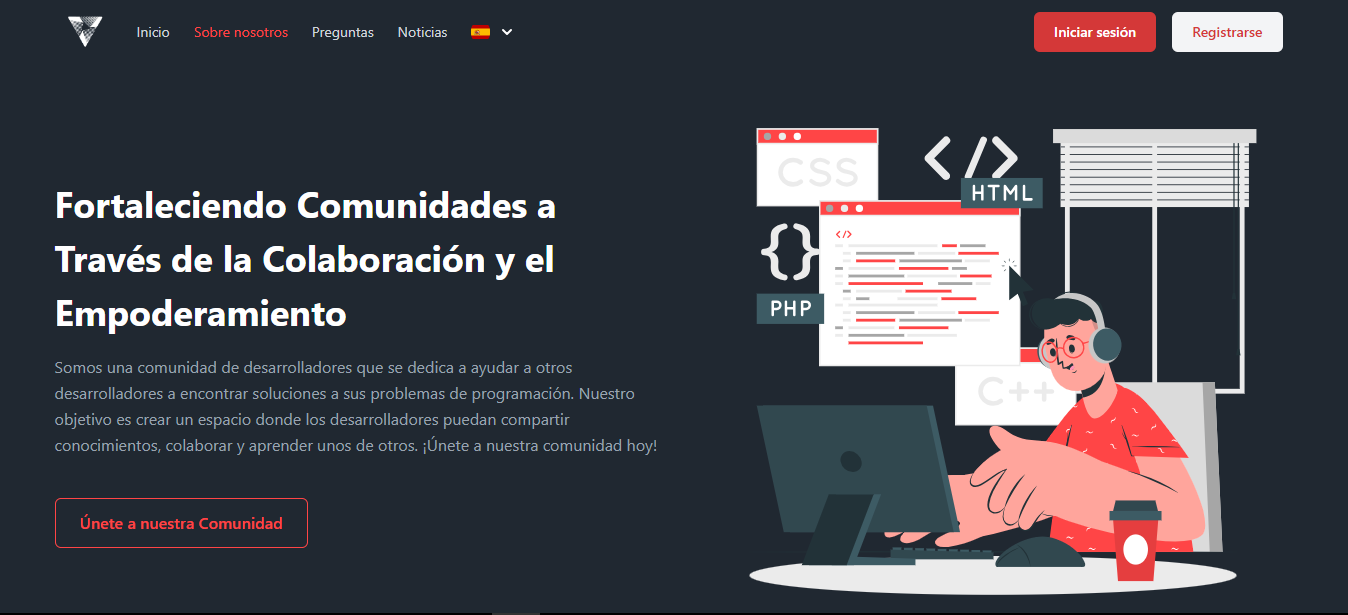 Inicio Sobre nosotros Preguntas Noticias Iniciar sesión Registrarse
Fortaleciendo Comunidades a
Través de la Colaboración y el
Empoderamiento
Somos una comunidad de desarrolladores que se dedica a ayudar a otros
desarrolladores a encontrar soluciones a sus problemas de programación. Nuestro
objetivo es crear un espacio donde los desarrolladores puedan compartir
conocimientos, colaborar y aprender unos de otros. ¡Únete a nuestra comunidad hoy!
Únete a nuestra Comunidad
CSS
</>
HTML
</>
{}
PHP
C++